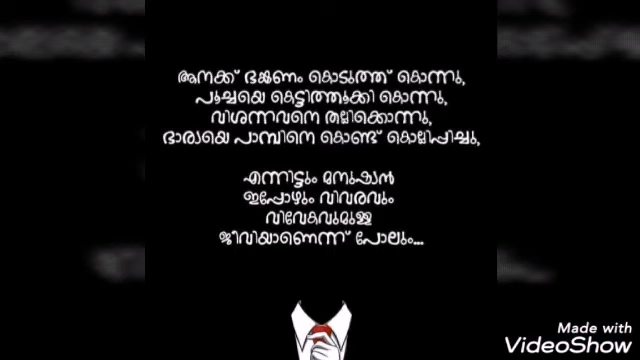 ആനക്ക് ഭക്ഷണം കൊടുത്ത് കൊന്നു,
പൂച്ചയെ കെട്ടിത്തൂക്കി കൊന്നു,
വിശന്നവനെ തല്ലിക്കൊന്നു,
ഭാര്യയെ പാമ്പിനെ കൊണ്ട് കൊല്ലിപ്പിച്ചു,
എന്നിട്ടും മനുഷ്യൻ
ഇപ്പോഴും വിവരവും
വിവേകവുമുള്ള
ജീവിയാണെന്ന് പോലും...
Made with
VideoShow